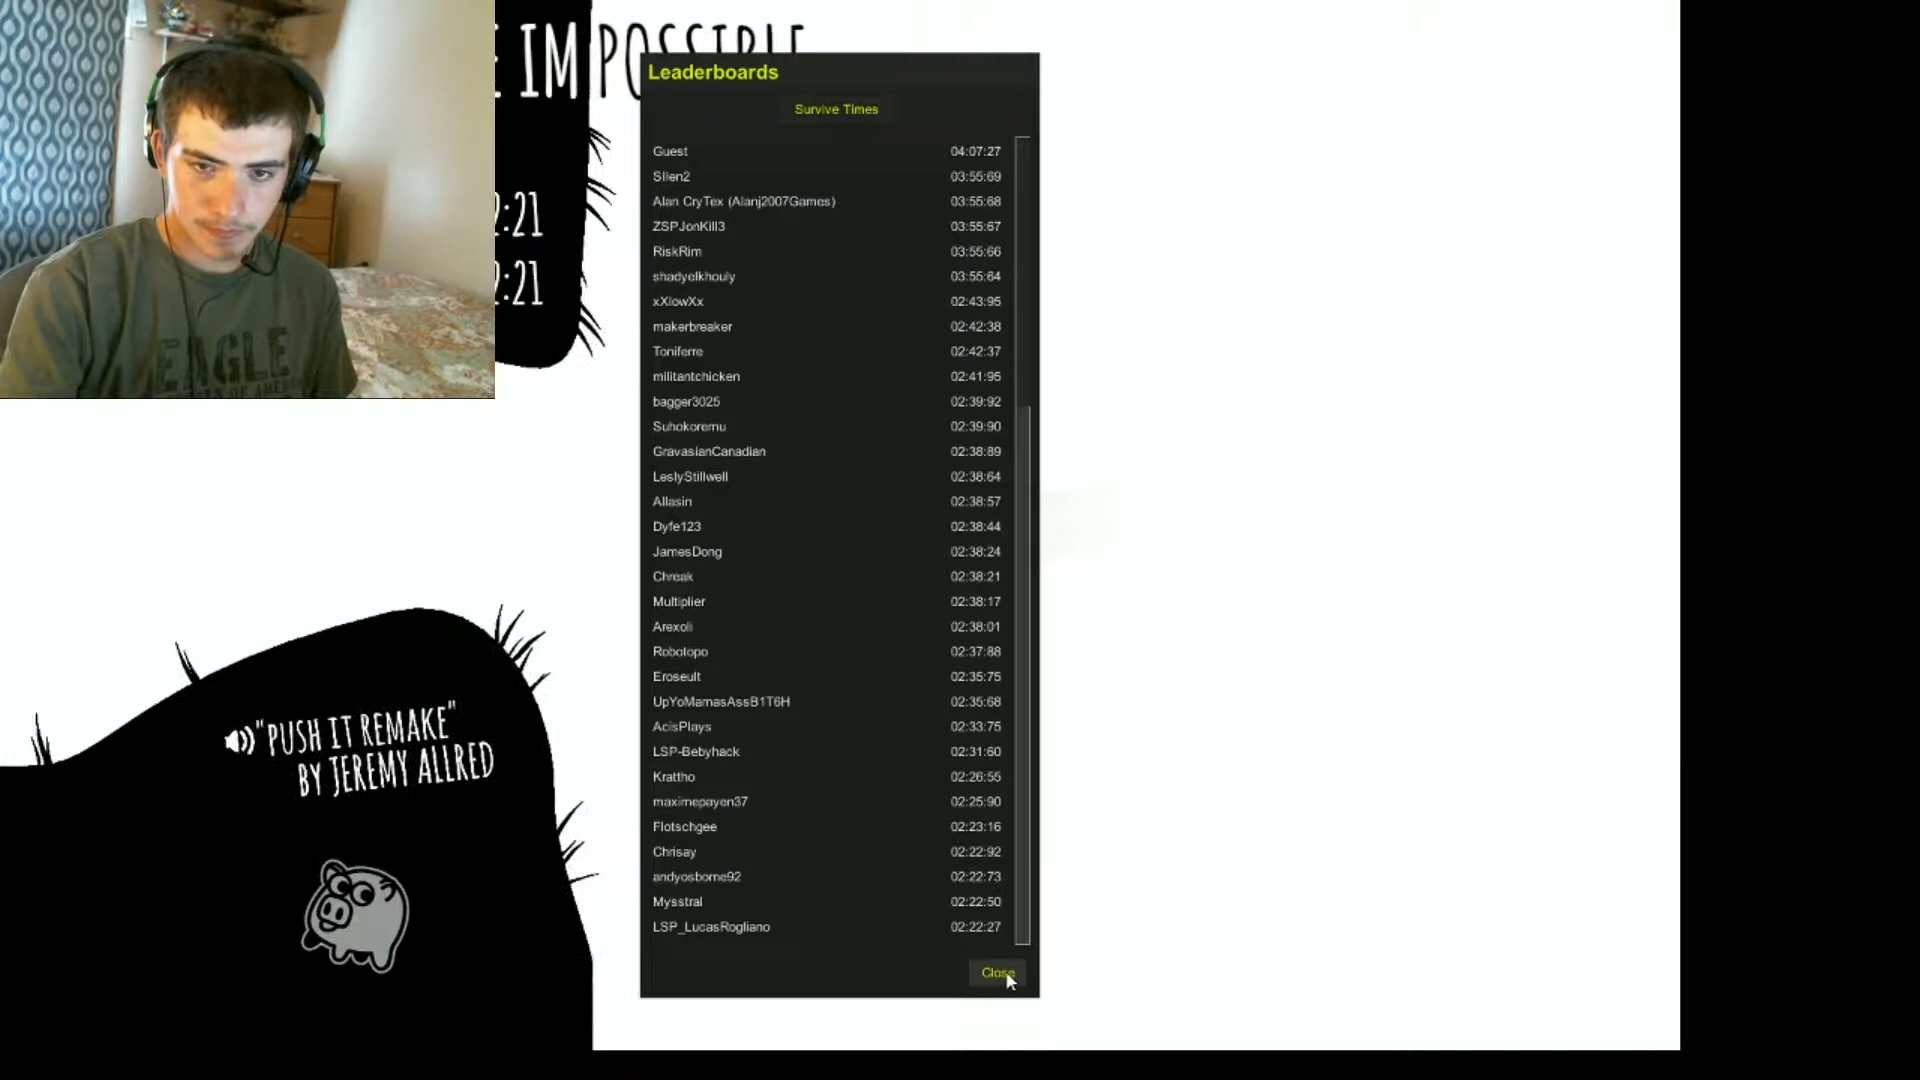 IMPOSSIBLE
Leaderboards
Survive Times
Guest 04:07:27
Sllen2 03:55:69
Alan CryTex (Alanj2007Games) 03:55:68
ZSPJonKill3 03:55:67
RiskRim 03:55:66
shadyelkhouly 03:55:64
xXlowXx 02:43:95
makerbreaker 02:42:38
Toniferre 02:42:37
militantchicken 02:41:95
bagger3025 02:39:92
Suhokoremu 02:39:90
GravasianCanadian 02:38:89
LeslyStillwell 02:38:64
Allasin 02:38:57
Dyfe123 02:38:44
JamesDong 02:38:24
Chreak 02:38:21
Multiplier 02:38:17
Arexoli 02:38:01
Robotopo 02:37:88
Eroseult 02:35:75
UpYoMamasAssB1T6H 02:35:68
AcisPlays 02:33:75
LSP-Bebyhack 02:31:60
Krattho 02:26:55
maximepayen37 02:25:90
Flotschgee 02:23:16
Chrisay 02:22:92
andyosborne92 02:22:73
Mysstral 02:22:50
LSP_LucasRogliano 02:22:27
Close
2:21
2:21
EAGLE
"PUSH IT REMAKE"
BY JEREMY ALLRED